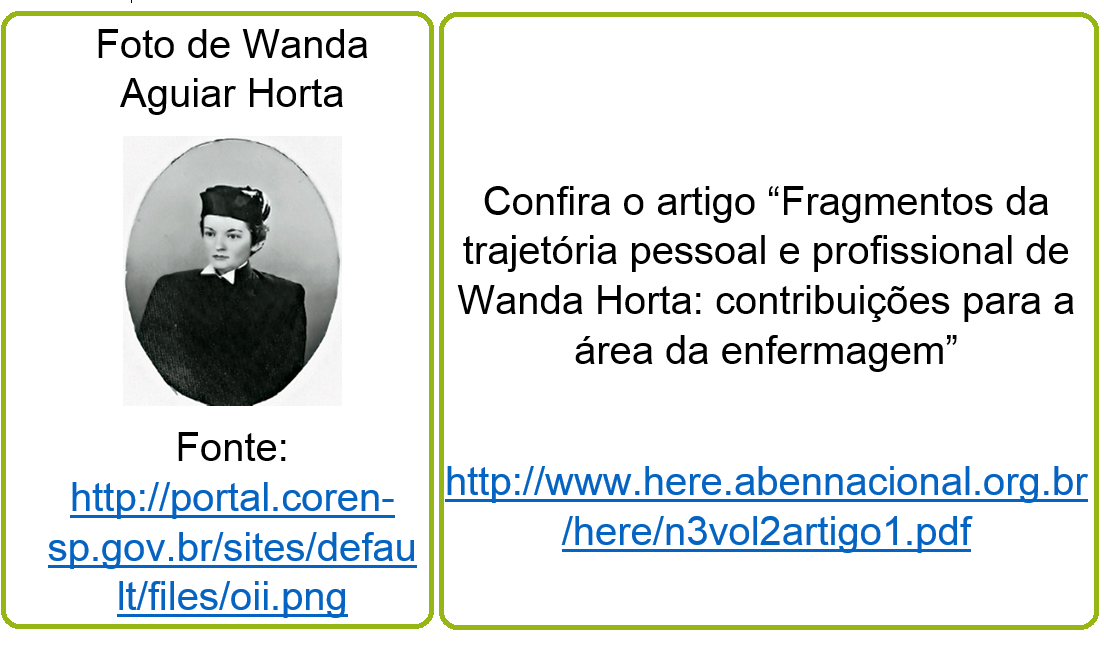 Foto de Wanda
Aguiar Horta
Fonte:
http://portal.coren-
sp.gov.br/sites/defau
lt/files/oii.png
Confira o artigo “Fragmentos da
trajetória pessoal e profissional de
Wanda Horta: contribuições para a
área da enfermagem”
http://www.here.abennacional.org.br
/here/n3vol2artigo1.pdf